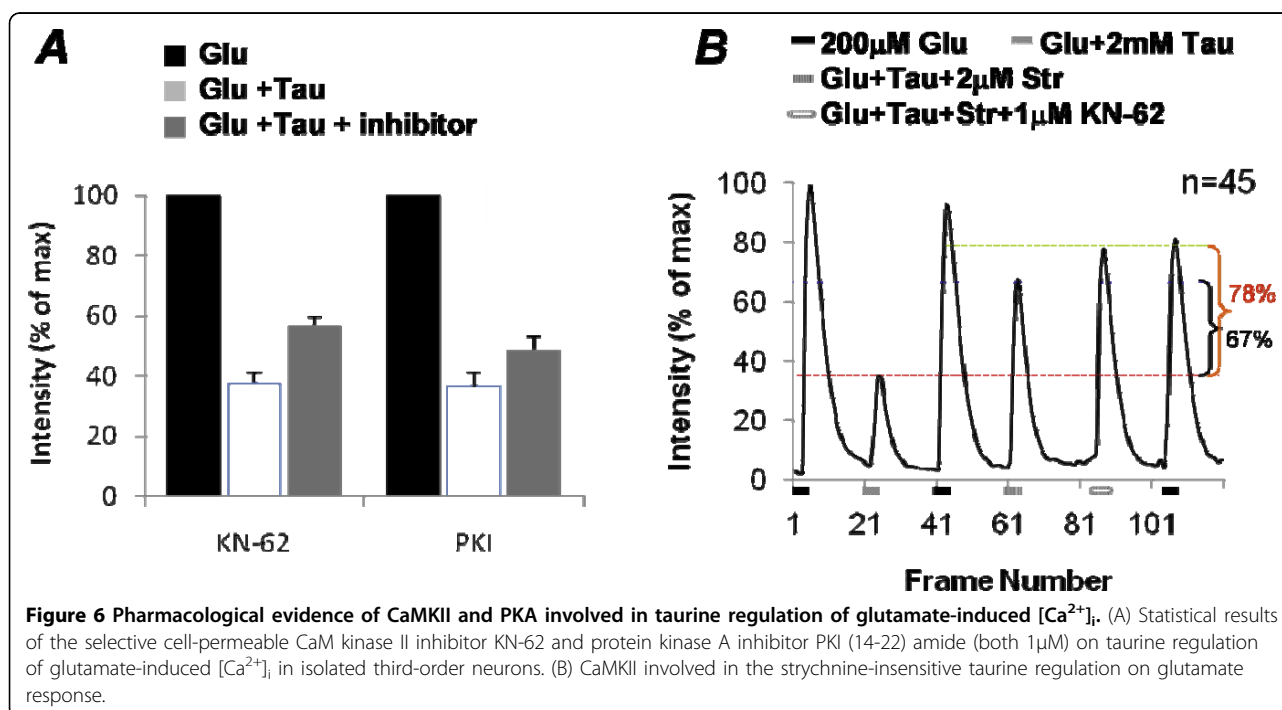 A
Glu
Glu +Tau
Glu +Tau + inhibitor
Intensity (% of max)
100
80
60
40
20
0
KN-62
PKI
B
200µM Glu
Glu+2mM Tau
Glu+Tau+2µM Str
Glu+Tau+Str+1µM KN-62
n=45
Intensity (% of max)
100
80
60
40
20
0
78%
67%
1
21
41
61
81
101
Frame Number
Figure 6 Pharmacological evidence of CaMKII and PKA involved in taurine regulation of glutamate-induced [Ca²⁺]ᵢ. (A) Statistical results
of the selective cell-permeable CaM kinase II inhibitor KN-62 and protein kinase A inhibitor PKI (14-22) amide (both 1µM) on taurine regulation
of glutamate-induced [Ca²⁺]ᵢ in isolated third-order neurons. (B) CaMKII involved in the strychnine-insensitive taurine regulation on glutamate
response.